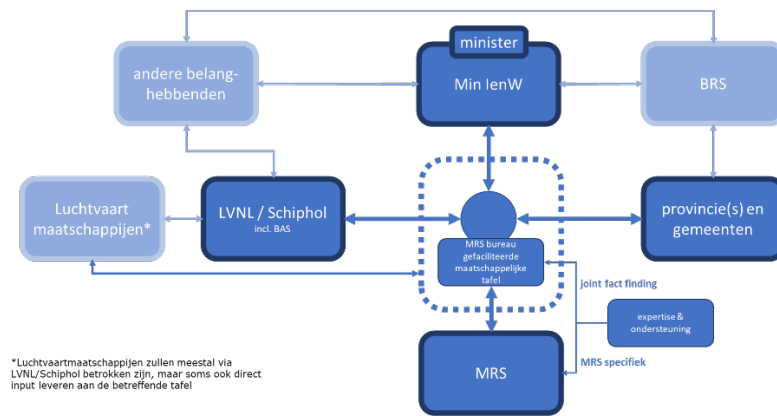 minister
andere belang-
hebbenden
Min IenW
BRS
Luchtvaart
maatschappijen*
LVNL / Schiphol
incl. BAS
provincie(s) en
gemeenten
MRS bureau
gefaciliteerde
maatschappelijke
tafel
joint fact finding
expertise &
ondersteuning
MRS specifiek
MRS
*Luchtvaartmaatschappijen zullen meestal via
LVNL/Schiphol betrokken zijn, maar soms ook direct
input leveren aan de betreffende tafel